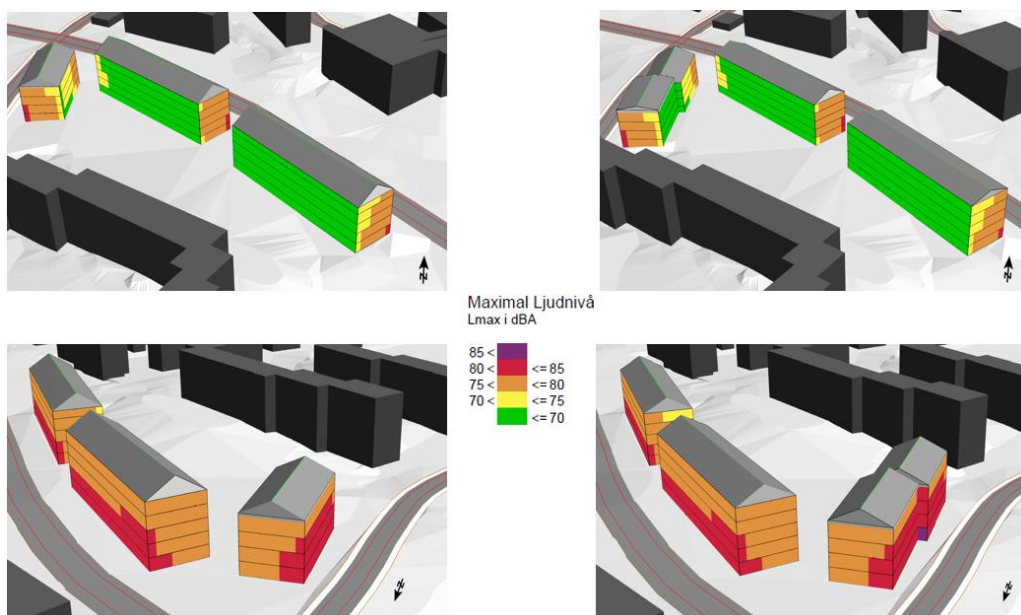 N
N
Maximal Ljudnivå
Lmax i dBA
85 <
80 < <= 85
75 < <= 80
70 < <= 75
<= 70
N
N